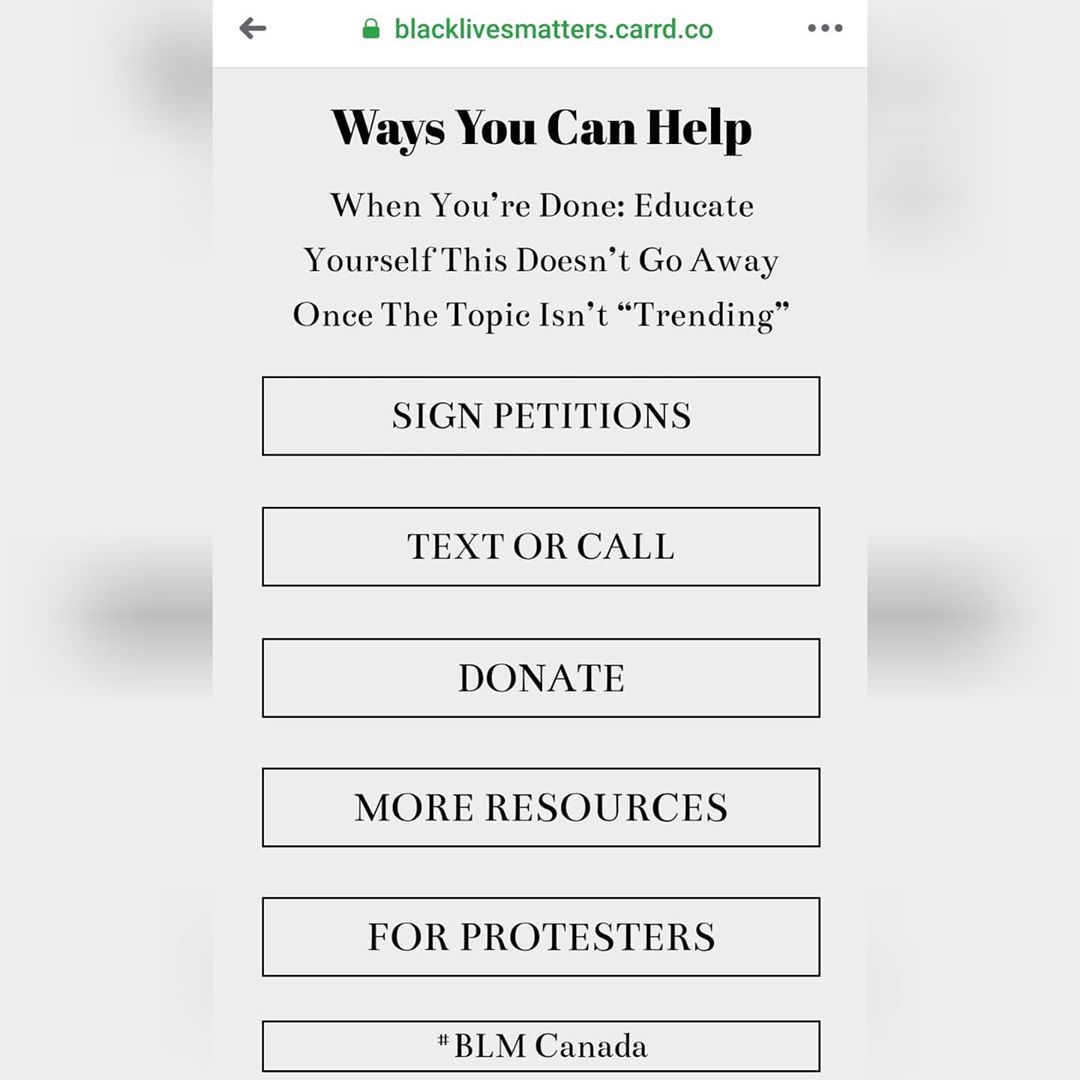 blacklivesmatters.carrd.co
Ways You Can Help
When You’re Done: Educate
Yourself This Doesn’t Go Away
Once The Topic Isn’t “Trending”
SIGN PETITIONS
TEXT OR CALL
DONATE
MORE RESOURCES
FOR PROTESTERS
#BLM Canada